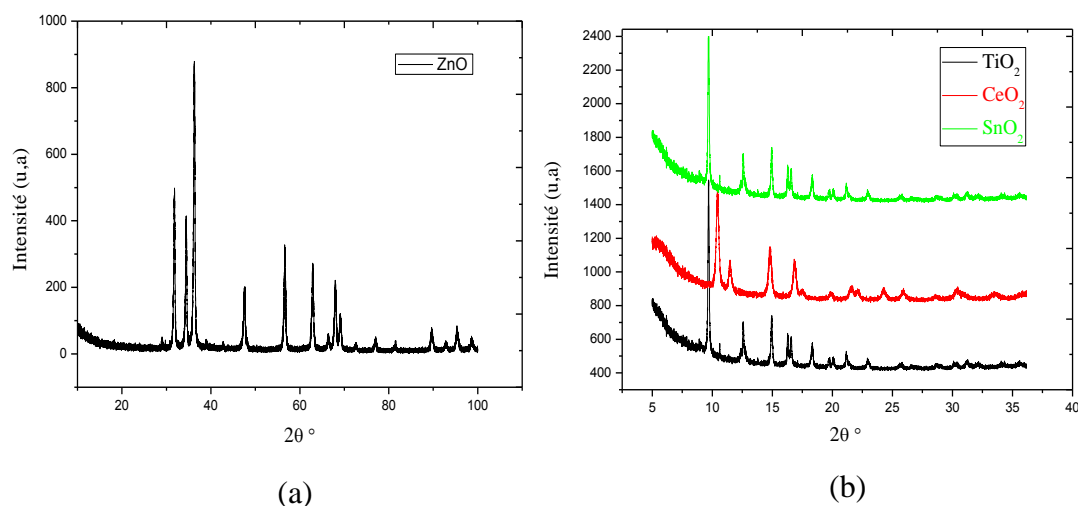 1000
800
600
400
200
0
Intensité (u,a)
ZnO
20 40 60 80 100
2θ °
(a)
2400
2200
2000
1800
1600
1400
1200
1000
800
600
400
Intensité (u,a)
TiO₂
CeO₂
SnO₂
5 10 15 20 25 30 35 40
2θ °
(b)